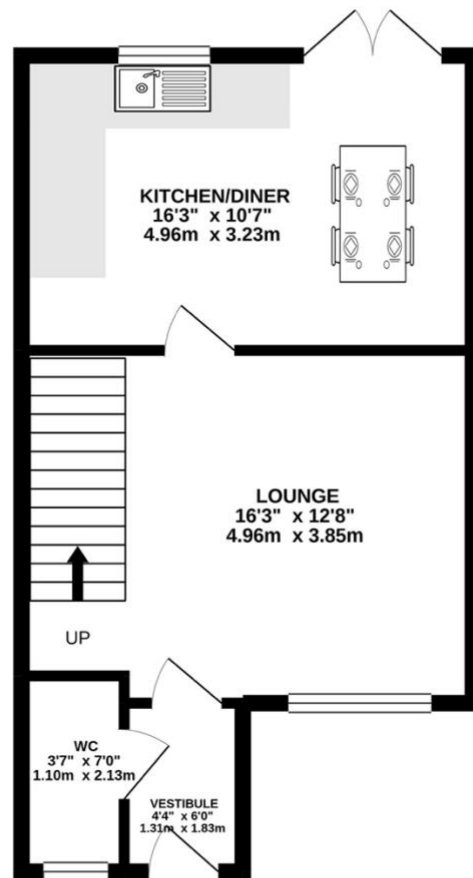 KITCHEN/DINER
16'3" x 10'7"
4.96m x 3.23m
LOUNGE
16'3" x 12'8"
4.96m x 3.85m
UP
WC
3'7" x 7'0"
1.10m x 2.13m
VESTIBULE
4'4" x 6'0"
1.31m x 1.83m